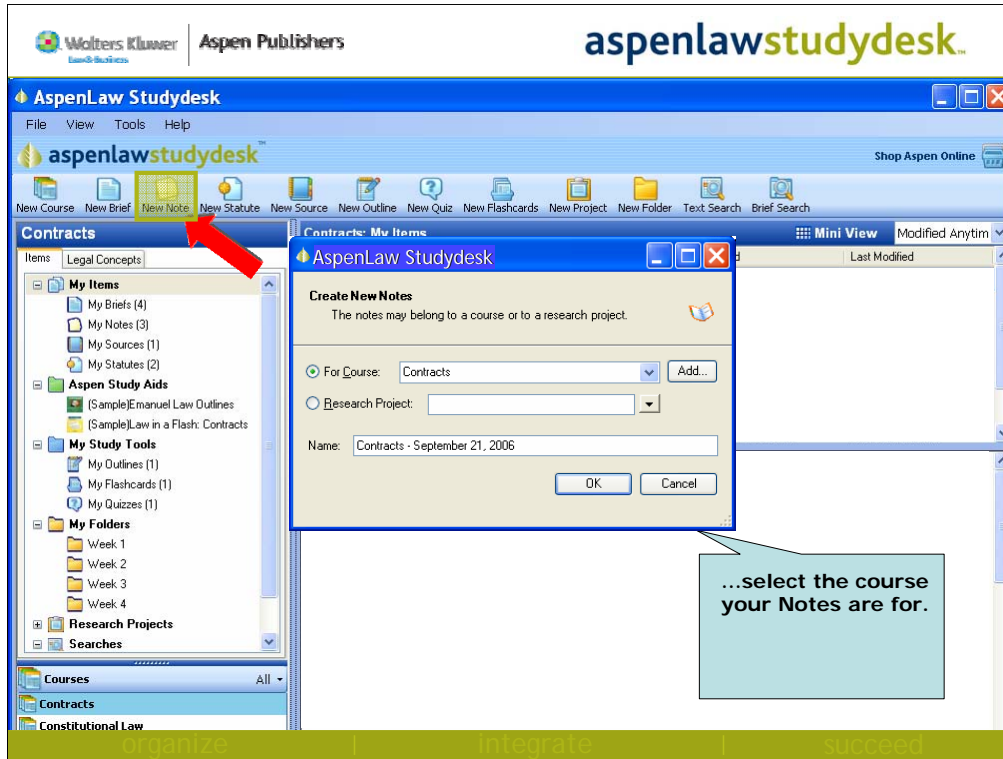 Wolters Kluwer
Law & Business
Aspen Publishers
aspenlawstudydesk™
AspenLaw Studydesk
File View Tools Help
aspenlawstudydesk™
Shop Aspen Online
New Course New Brief New Note New Statute New Source New Outline New Quiz New Flashcards New Project New Folder Text Search Brief Search
Contracts
Items Legal Concepts
My Items
My Briefs (4)
My Notes (3)
My Sources (1)
My Statutes (2)
Aspen Study Aids
(Sample)Emanuel Law Outlines
(Sample)Law in a Flash: Contracts
My Study Tools
My Outlines (1)
My Flashcards (1)
My Quizzes (1)
My Folders
Week 1
Week 2
Week 3
Week 4
Research Projects
Searches
Courses All
Contracts
Constitutional Law
Contracts: My Items Mini View Modified Anytim
d Last Modified
AspenLaw Studydesk
Create New Notes
The notes may belong to a course or to a research project.
For Course: Contracts Add...
Research Project:
Name: Contracts - September 21, 2006
OK Cancel
...select the course
your Notes are for.
organize | integrate | succeed